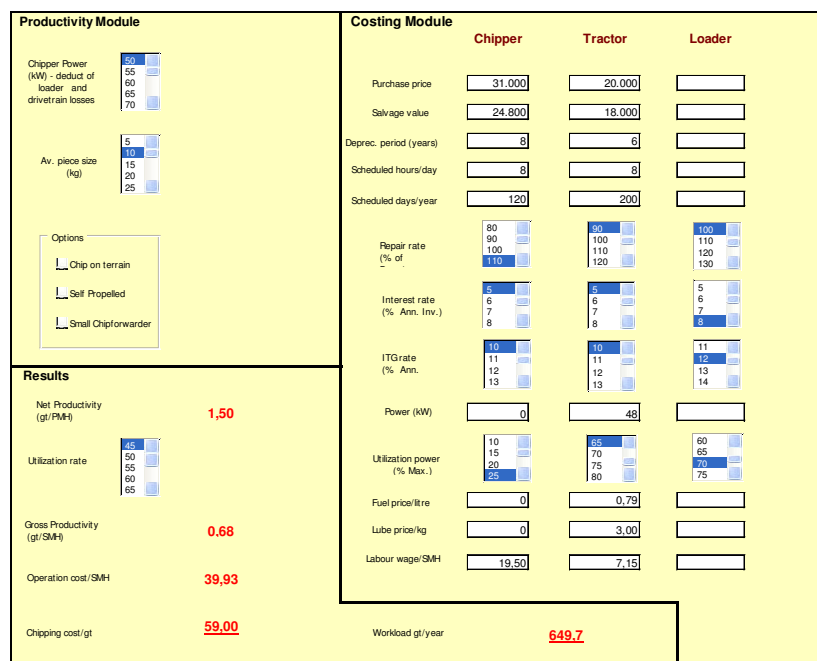 Productivity Module
Chipper Power
(kW) - deduct of
loader and
drivetrain losses
50
55
60
65
70
Av. piece size
(kg)
5
10
15
20
25
Options
Chip on terrain
Self Propelled
Small Chipforwarder
Results
Net Productivity
(gt/PMH)
1,50
Utilization rate
45
50
55
60
65
Gross Productivity
(gt/SMH)
0,68
Operation cost/SMH
39,93
Chipping cost/gt
59,00
Costing Module
Chipper Tractor Loader
Purchase price 31.000 20.000
Salvage value 24.800 18.000
Deprec. period (years) 8 6
Scheduled hours/day 8 8
Scheduled days/year 120 200
Repair rate
(% of
80 90 100
90 100 110
100 110 120
110 120 130
Interest rate
(% Ann. Inv.)
5 5 5
6 6 6
7 7 7
8 8 8
ITG rate
(% Ann.
10 10 11
11 11 12
12 12 13
13 13 14
Power (kW) 0 48
Utilization power
(% Max.)
10 65 60
15 70 65
20 75 70
25 80 75
Fuel price/litre 0 0,79
Lube price/kg 0 3,00
Labour wage/SMH 19,50 7,15
Workload gt/year 649,7